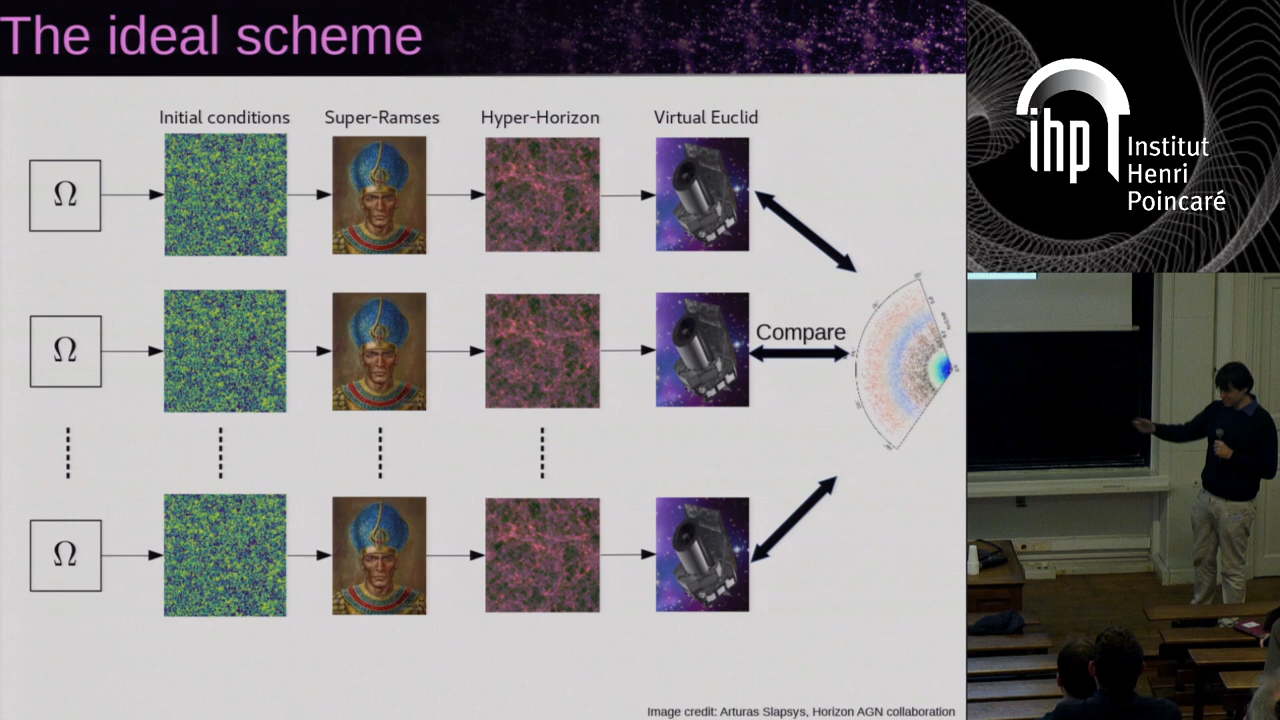 The ideal scheme
Initial conditions
Super-Ramses
Hyper-Horizon
Virtual Euclid
Ω
Ω
Compare
Ω
Image credit: Arturas Slapsys, Horizon AGN collaboration
ihp
Institut
Henri
Poincaré